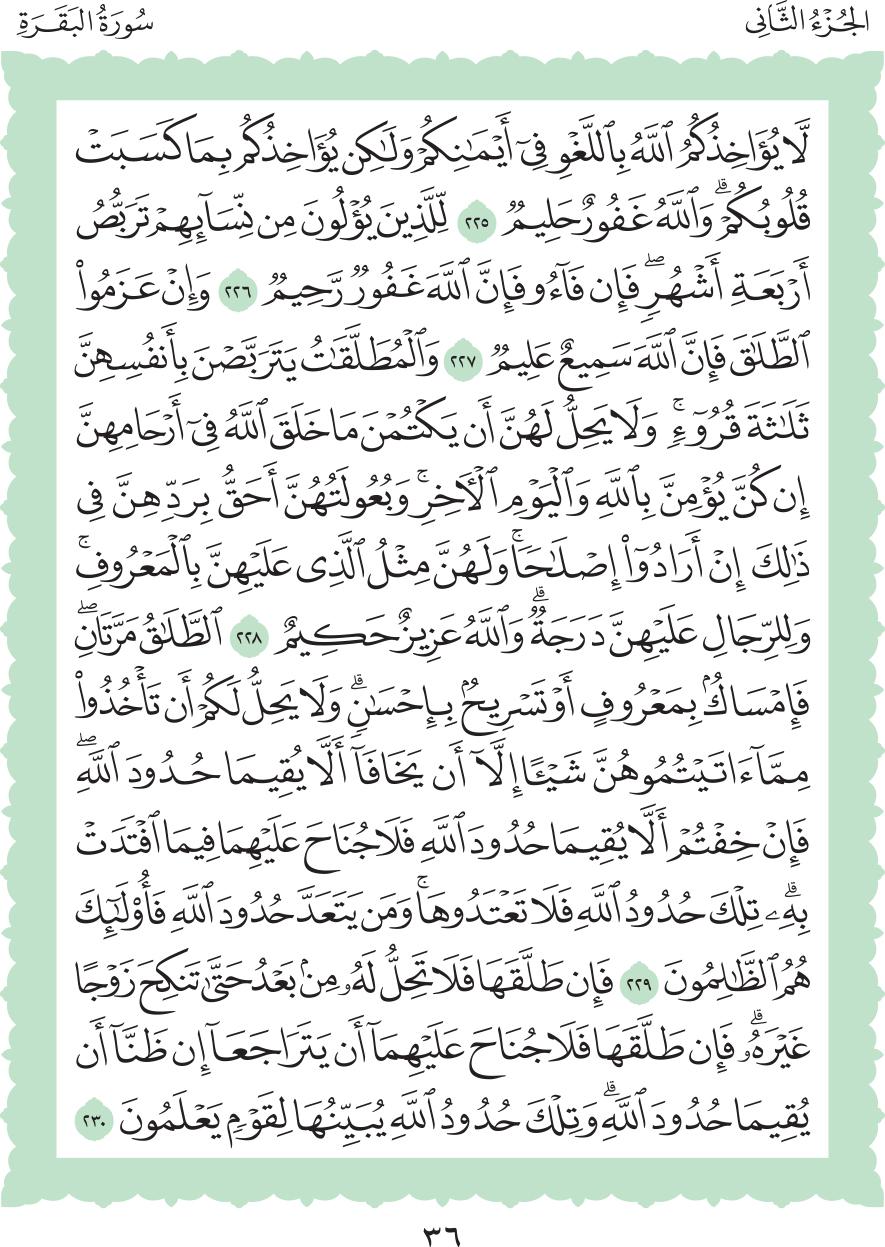 الجُزْءُ الثَّانِي
سُورَةُ البَقَرَةِ
لَّا يُؤَاخِذُكُمُ ٱللَّهُ بِٱللَّغْوِ فِىٓ أَيْمَـٰنِكُمْ وَلَـٰكِن يُؤَاخِذُكُم بِمَا كَسَبَتْ
قُلُوبُكُمْ ۗ وَٱللَّهُ غَفُورٌ حَلِيمٌ ٢٢٥ لِّلَّذِينَ يُؤْلُونَ مِن نِّسَآئِهِمْ تَرَبُّصُ
أَرْبَعَةِ أَشْهُرٍ ۖ فَإِن فَآءُو فَإِنَّ ٱللَّهَ غَفُورٌ رَّحِيمٌ ٢٢٦ وَإِنْ عَزَمُوا۟
ٱلطَّلَـٰقَ فَإِنَّ ٱللَّهَ سَمِيعٌ عَلِيمٌ ٢٢٧ وَٱلْمُطَلَّقَـٰتُ يَتَرَبَّصْنَ بِأَنفُسِهِنَّ
ثَلَـٰثَةَ قُرُوٓءٍ ۚ وَلَا يَحِلُّ لَهُنَّ أَن يَكْتُمْنَ مَا خَلَقَ ٱللَّهُ فِىٓ أَرْحَامِهِنَّ
إِن كُنَّ يُؤْمِنَّ بِٱللَّهِ وَٱلْيَوْمِ ٱلْـَٔاخِرِ ۚ وَبُعُولَتُهُنَّ أَحَقُّ بِرَدِّهِنَّ فِى
ذَٰلِكَ إِنْ أَرَادُوٓا۟ إِصْلَـٰحًا ۚ وَلَهُنَّ مِثْلُ ٱلَّذِى عَلَيْهِنَّ بِٱلْمَعْرُوفِ ۚ
وَلِلرِّجَالِ عَلَيْهِنَّ دَرَجَةٌ ۗ وَٱللَّهُ عَزِيزٌ حَكِيمٌ ٢٢٨ ٱلطَّلَـٰقُ مَرَّتَانِ ۖ
فَإِمْسَاكٌۢ بِمَعْرُوفٍ أَوْ تَسْرِيحٌۢ بِإِحْسَـٰنٍ ۗ وَلَا يَحِلُّ لَكُمْ أَن تَأْخُذُوا۟
مِمَّآ ءَاتَيْتُمُوهُنَّ شَيْـًٔا إِلَّآ أَن يَخَافَآ أَلَّا يُقِيمَا حُدُودَ ٱللَّهِ ۖ
فَإِنْ خِفْتُمْ أَلَّا يُقِيمَا حُدُودَ ٱللَّهِ فَلَا جُنَاحَ عَلَيْهِمَا فِيمَا ٱفْتَدَتْ
بِهِۦ ۗ تِلْكَ حُدُودُ ٱللَّهِ فَلَا تَعْتَدُوهَا ۚ وَمَن يَتَعَدَّ حُدُودَ ٱللَّهِ فَأُو۟لَـٰٓئِكَ
هُمُ ٱلظَّـٰلِمُونَ ٢٢٩ فَإِن طَلَّقَهَا فَلَا تَحِلُّ لَهُۥ مِنۢ بَعْدُ حَتَّىٰ تَنكِحَ زَوْجًا
غَيْرَهُۥ ۗ فَإِن طَلَّقَهَا فَلَا جُنَاحَ عَلَيْهِمَآ أَن يَتَرَاجَعَآ إِن ظَنَّآ أَن
يُقِيمَا حُدُودَ ٱللَّهِ ۗ وَتِلْكَ حُدُودُ ٱللَّهِ يُبَيِّنُهَا لِقَوْمٍ يَعْلَمُونَ ٢٣٠
٣٦